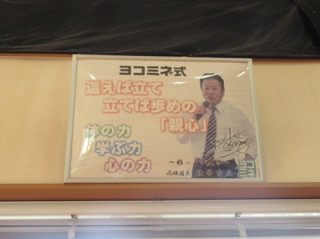 ヨコミネ式
這えば立て
立てば歩めの
「親心」
体の力
学ぶ力
心の力